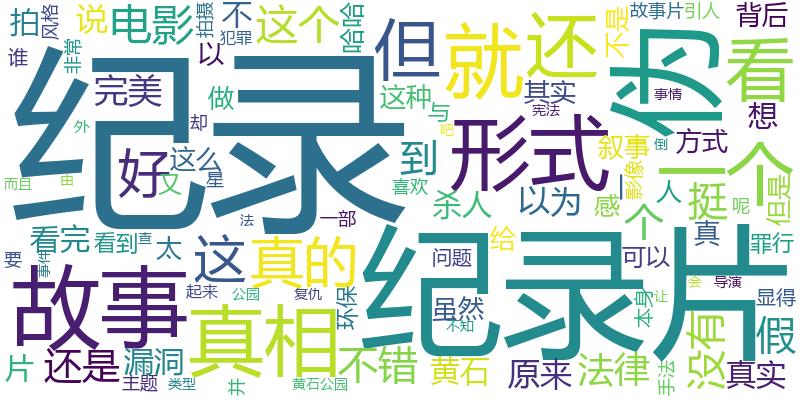 拍 风格 说 电影 拍摄 不 这个 哈哈 但 就 还 不是 故事片 引人 背后
谁 非常 以 犯罪 伪 看
纪录 完美 做 这种 其实 事情 想
外 却 与 宪法 形式 叙事 方式 一个
好 这么 到 吧 影像 倒
而且 由 又 星 喜欢 杀人 以为 感 个 人 挺 呢 但是
法 一部 真
看完 看到 直 太 这 真的 给 纪录片 罪行
要 事件 问题 可以
故事 起来 公园 复仇 环保 虽然 本身 让 会 导演 显得
真相 不知 没有 假
片 还是 漏洞 不错 黄石 原来 法律 真实
主题 类型 井 黄石公园 手法